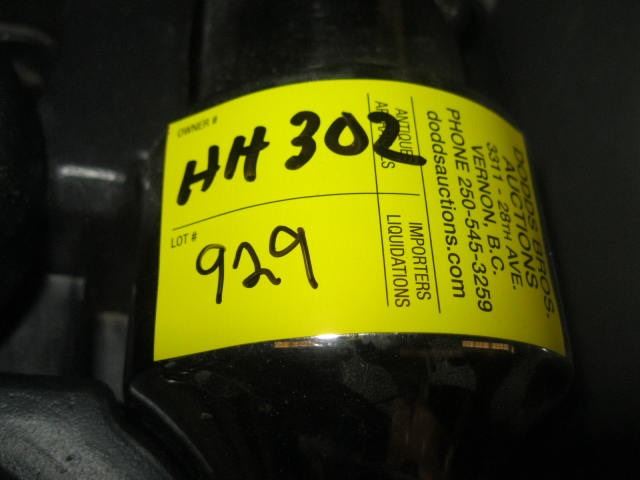 OWNER #
HH 302
LOT #
929
ANTIQUES
APPRAISALS
IMPORTERS
LIQUIDATIONS
DODDS BROS.
AUCTIONS
3311 - 28TH AVE.
VERNON, B.C.
PHONE 250-545-3259
doddsauctions.com